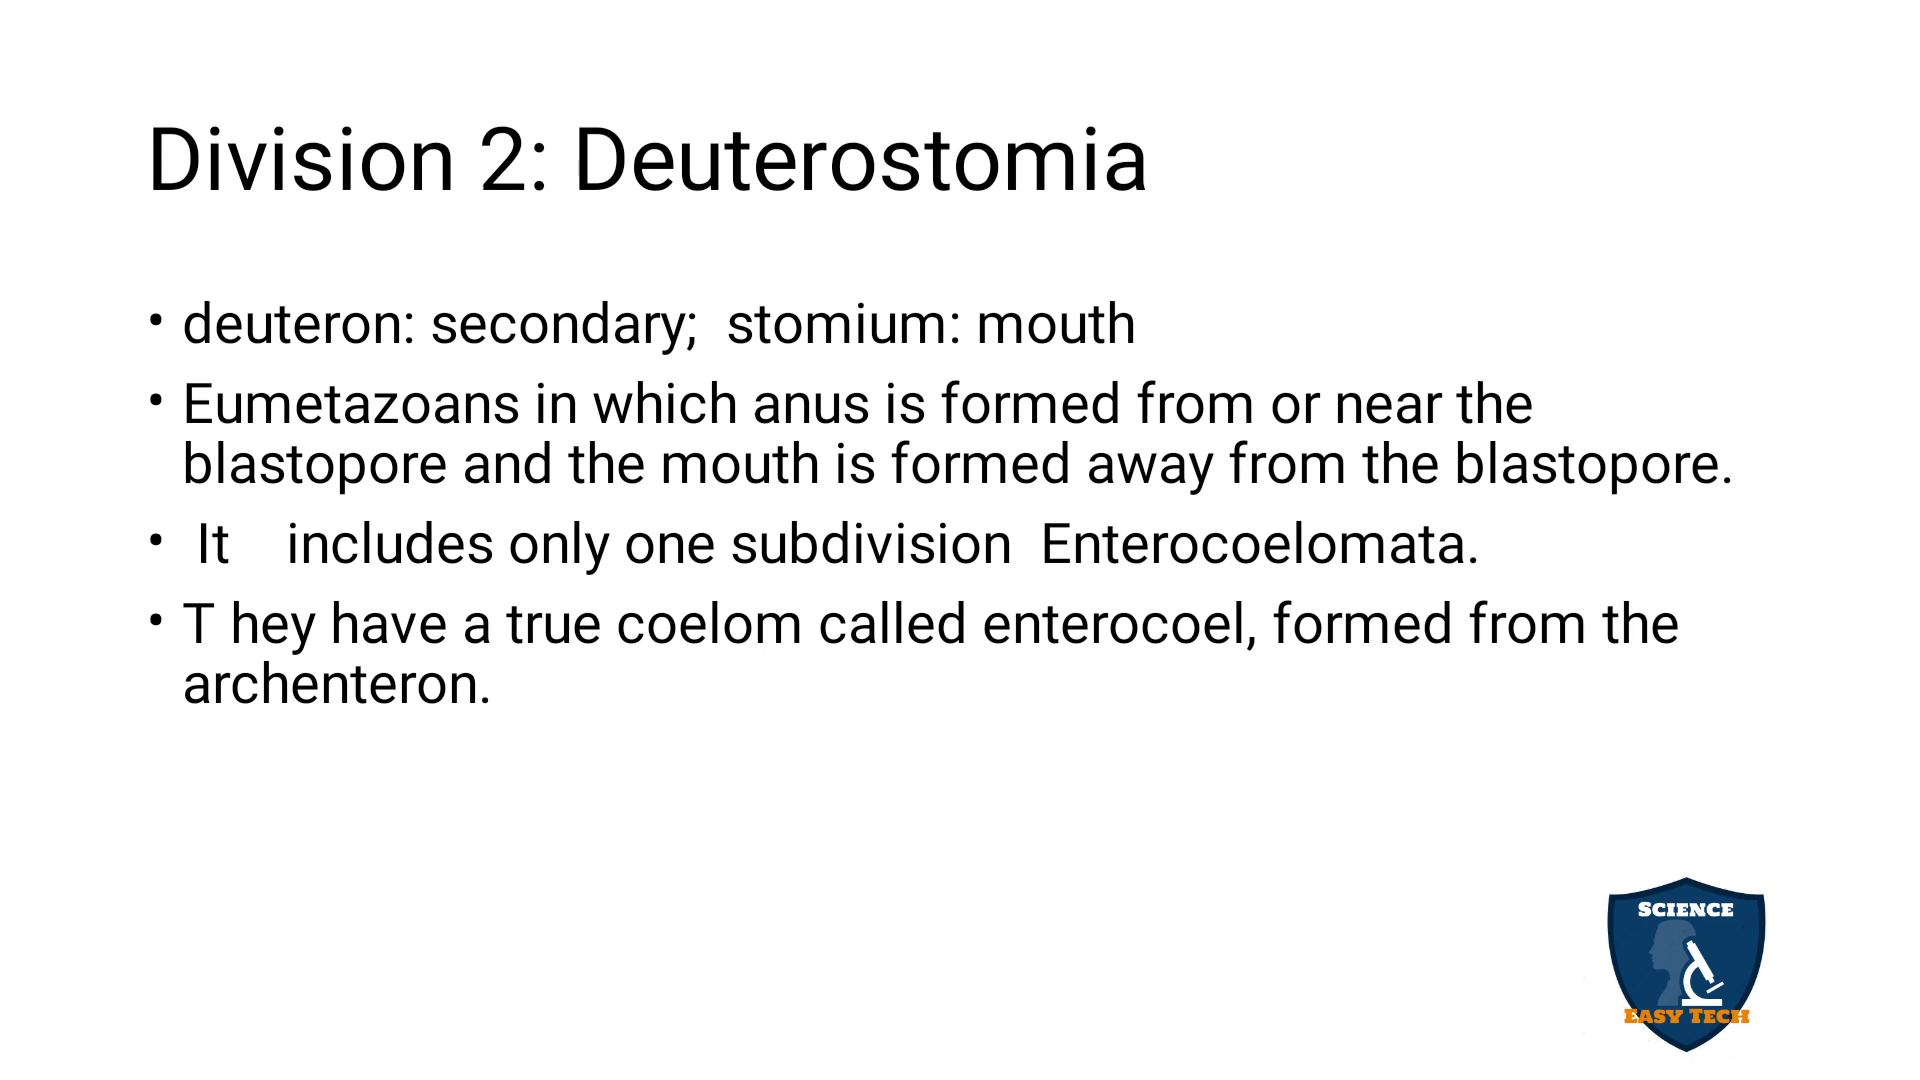 Division 2: Deuterostomia
• deuteron: secondary;  stomium: mouth
• Eumetazoans in which anus is formed from or near the
blastopore and the mouth is formed away from the blastopore.
•  It    includes only one subdivision  Enterocoelomata.
• T hey have a true coelom called enterocoel, formed from the
archenteron.
SCIENCE
EASY TECH